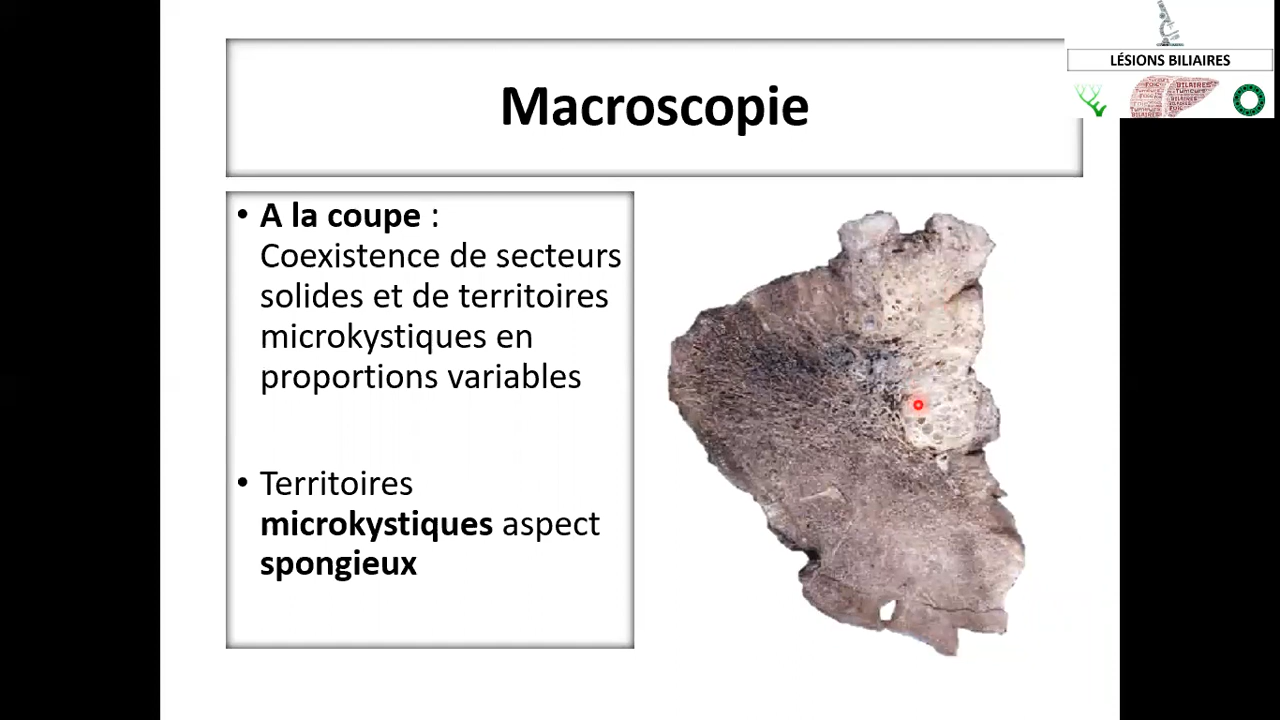 LÉSIONS BILIAIRES
Macroscopie
• A la coupe :
Coexistence de secteurs
solides et de territoires
microkystiques en
proportions variables
• Territoires
microkystiques aspect
spongieux